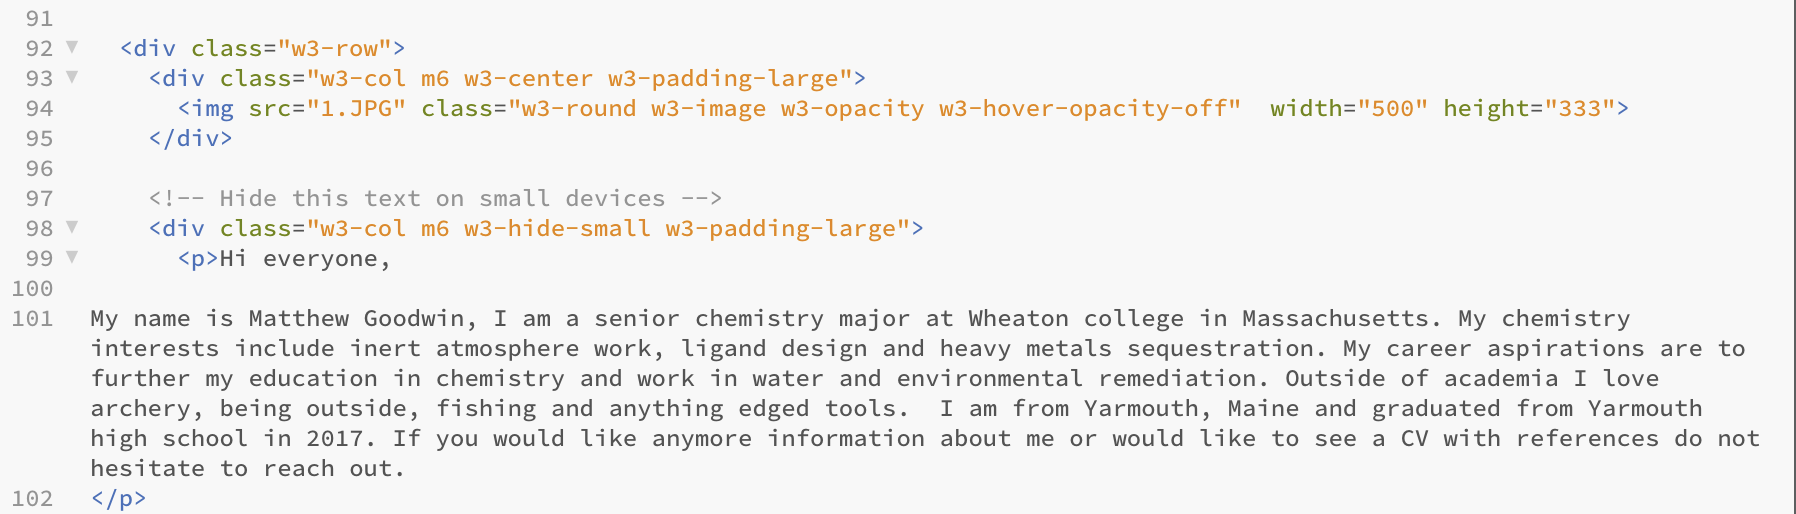 91
92 ▼ <div class="w3-row">
93 ▼ <div class="w3-col m6 w3-center w3-padding-large">
94 <img src="1.JPG" class="w3-round w3-image w3-opacity w3-hover-opacity-off"  width="500" height="333">
95 </div>
96
97 <!-- Hide this text on small devices -->
98 ▼ <div class="w3-col m6 w3-hide-small w3-padding-large">
99 ▼ <p>Hi everyone,
100
101 My name is Matthew Goodwin, I am a senior chemistry major at Wheaton college in Massachusetts. My chemistry
interests include inert atmosphere work, ligand design and heavy metals sequestration. My career aspirations are to
further my education in chemistry and work in water and environmental remediation. Outside of academia I love
archery, being outside, fishing and anything edged tools.  I am from Yarmouth, Maine and graduated from Yarmouth
high school in 2017. If you would like anymore information about me or would like to see a CV with references do not
hesitate to reach out.
102 </p>